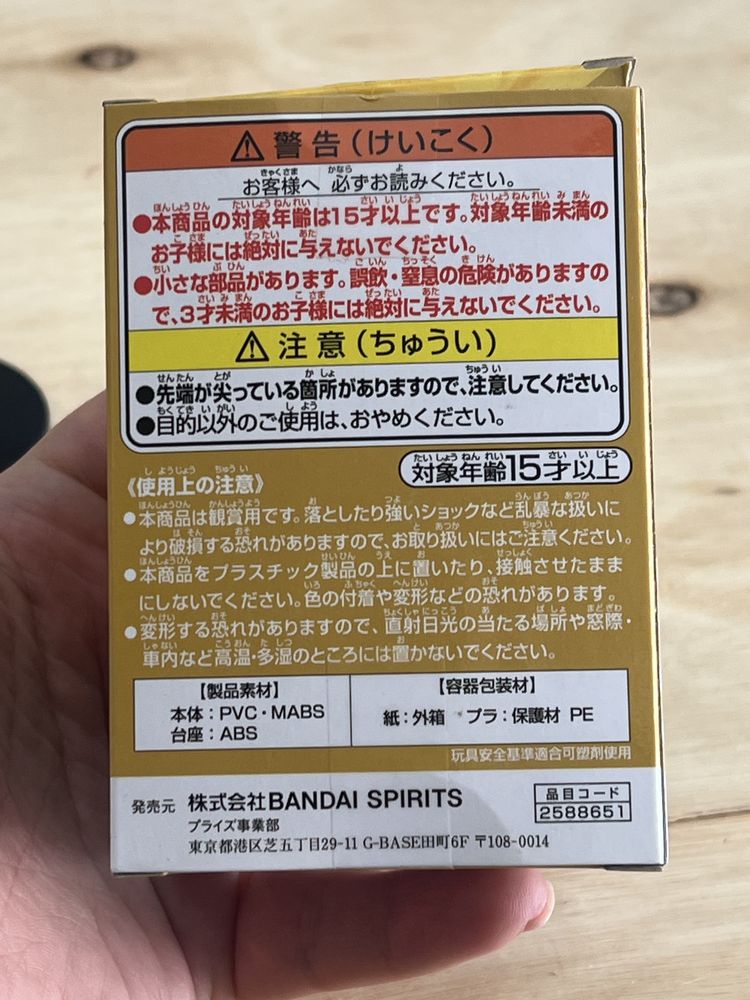 ⚠警告(けいこく)
お客様へ 必ずお読みください。
●本商品の対象年齢は15才以上です。対象年齢未満の
お子様には絶対に与えないでください。
●小さな部品があります。誤飲・窒息の危険がありますの
で、3才未満のお子様には絶対に与えないでください。
⚠注意(ちゅうい)
●先端が尖っている箇所がありますので、注意してください。
●目的以外のご使用は、おやめください。
対象年齢15才以上
《使用上の注意》
●本商品は観賞用です。落としたり強いショックなど乱暴な扱いに
より破損する恐れがありますので、お取り扱いにはご注意ください。
●本商品をプラスチック製品の上に置いたり、接触させたまま
にしないでください。色の付着や変形などの恐れがあります。
●変形する恐れがありますので、直射日光の当たる場所や窓際・
車内など高温・多湿のところには置かないでください。
【製品素材】
本体:PVC・MABS
台座:ABS
【容器包装材】
紙:外箱 プラ:保護材 PE
玩具安全基準適合可塑剤使用
発売元 株式会社BANDAI SPIRITS
プライズ事業部
東京都港区芝五丁目29-11 G-BASE田町6F 〒108-0014
品目コード
2588651